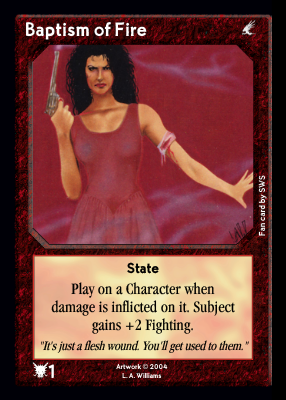 Baptism of Fire
Fan card by SWS
State
Play on a Character when
damage is inflicted on it. Subject
gains +2 Fighting.
"It's just a flesh wound. You'll get used to them."
1
Artwork © 2004
L. A. Williams